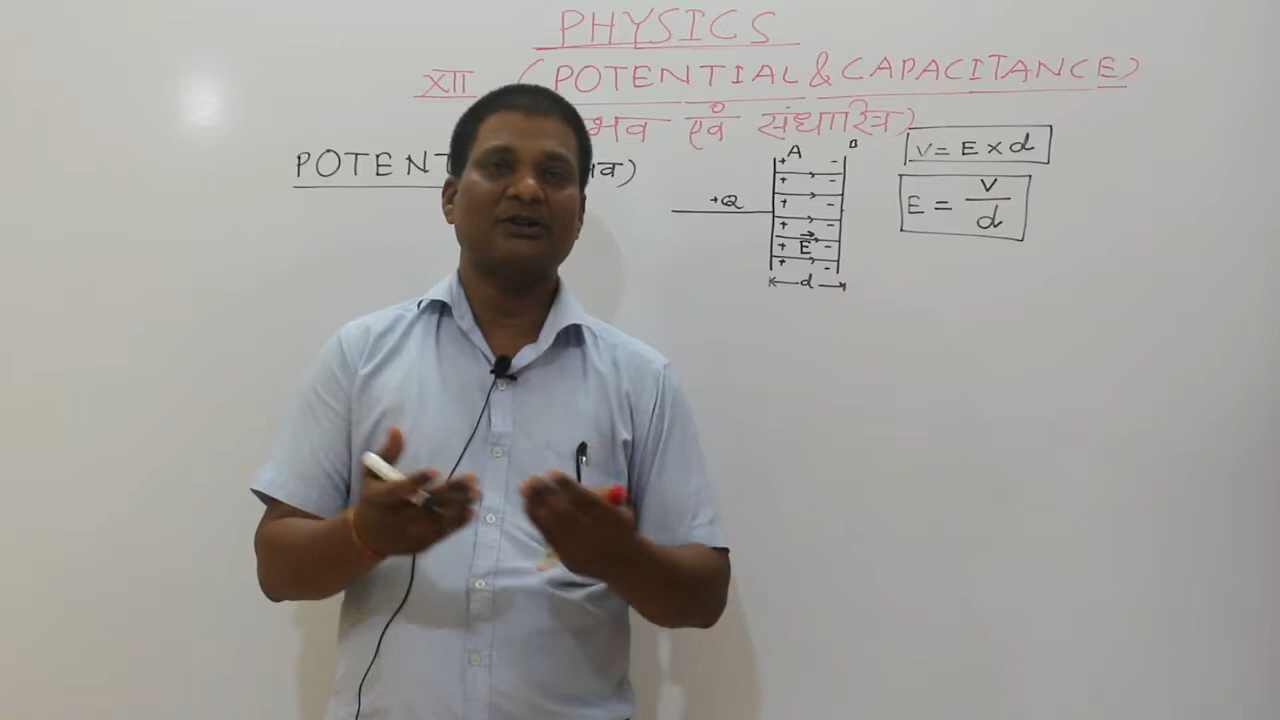 PHYSICS
XII (POTENTIAL & CAPACITANCE)
एवं संधारित्र)
POTENT
A B
+Q
+ -
+ -
+ -
+ -
+ E -
+ -
d
V = E × d
E = V/d